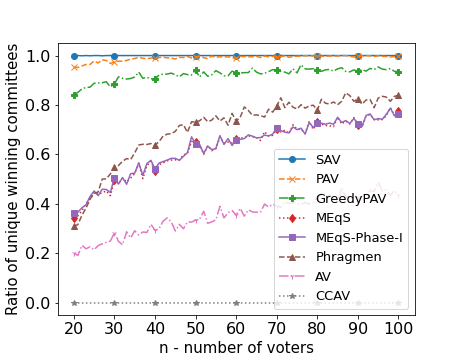 Ratio of unique winning committees
1.0
0.8
0.6
0.4
0.2
0.0
20 30 40 50 60 70 80 90 100
n - number of voters
SAV
PAV
GreedyPAV
MEqS
MEqS-Phase-I
Phragmen
AV
CCAV